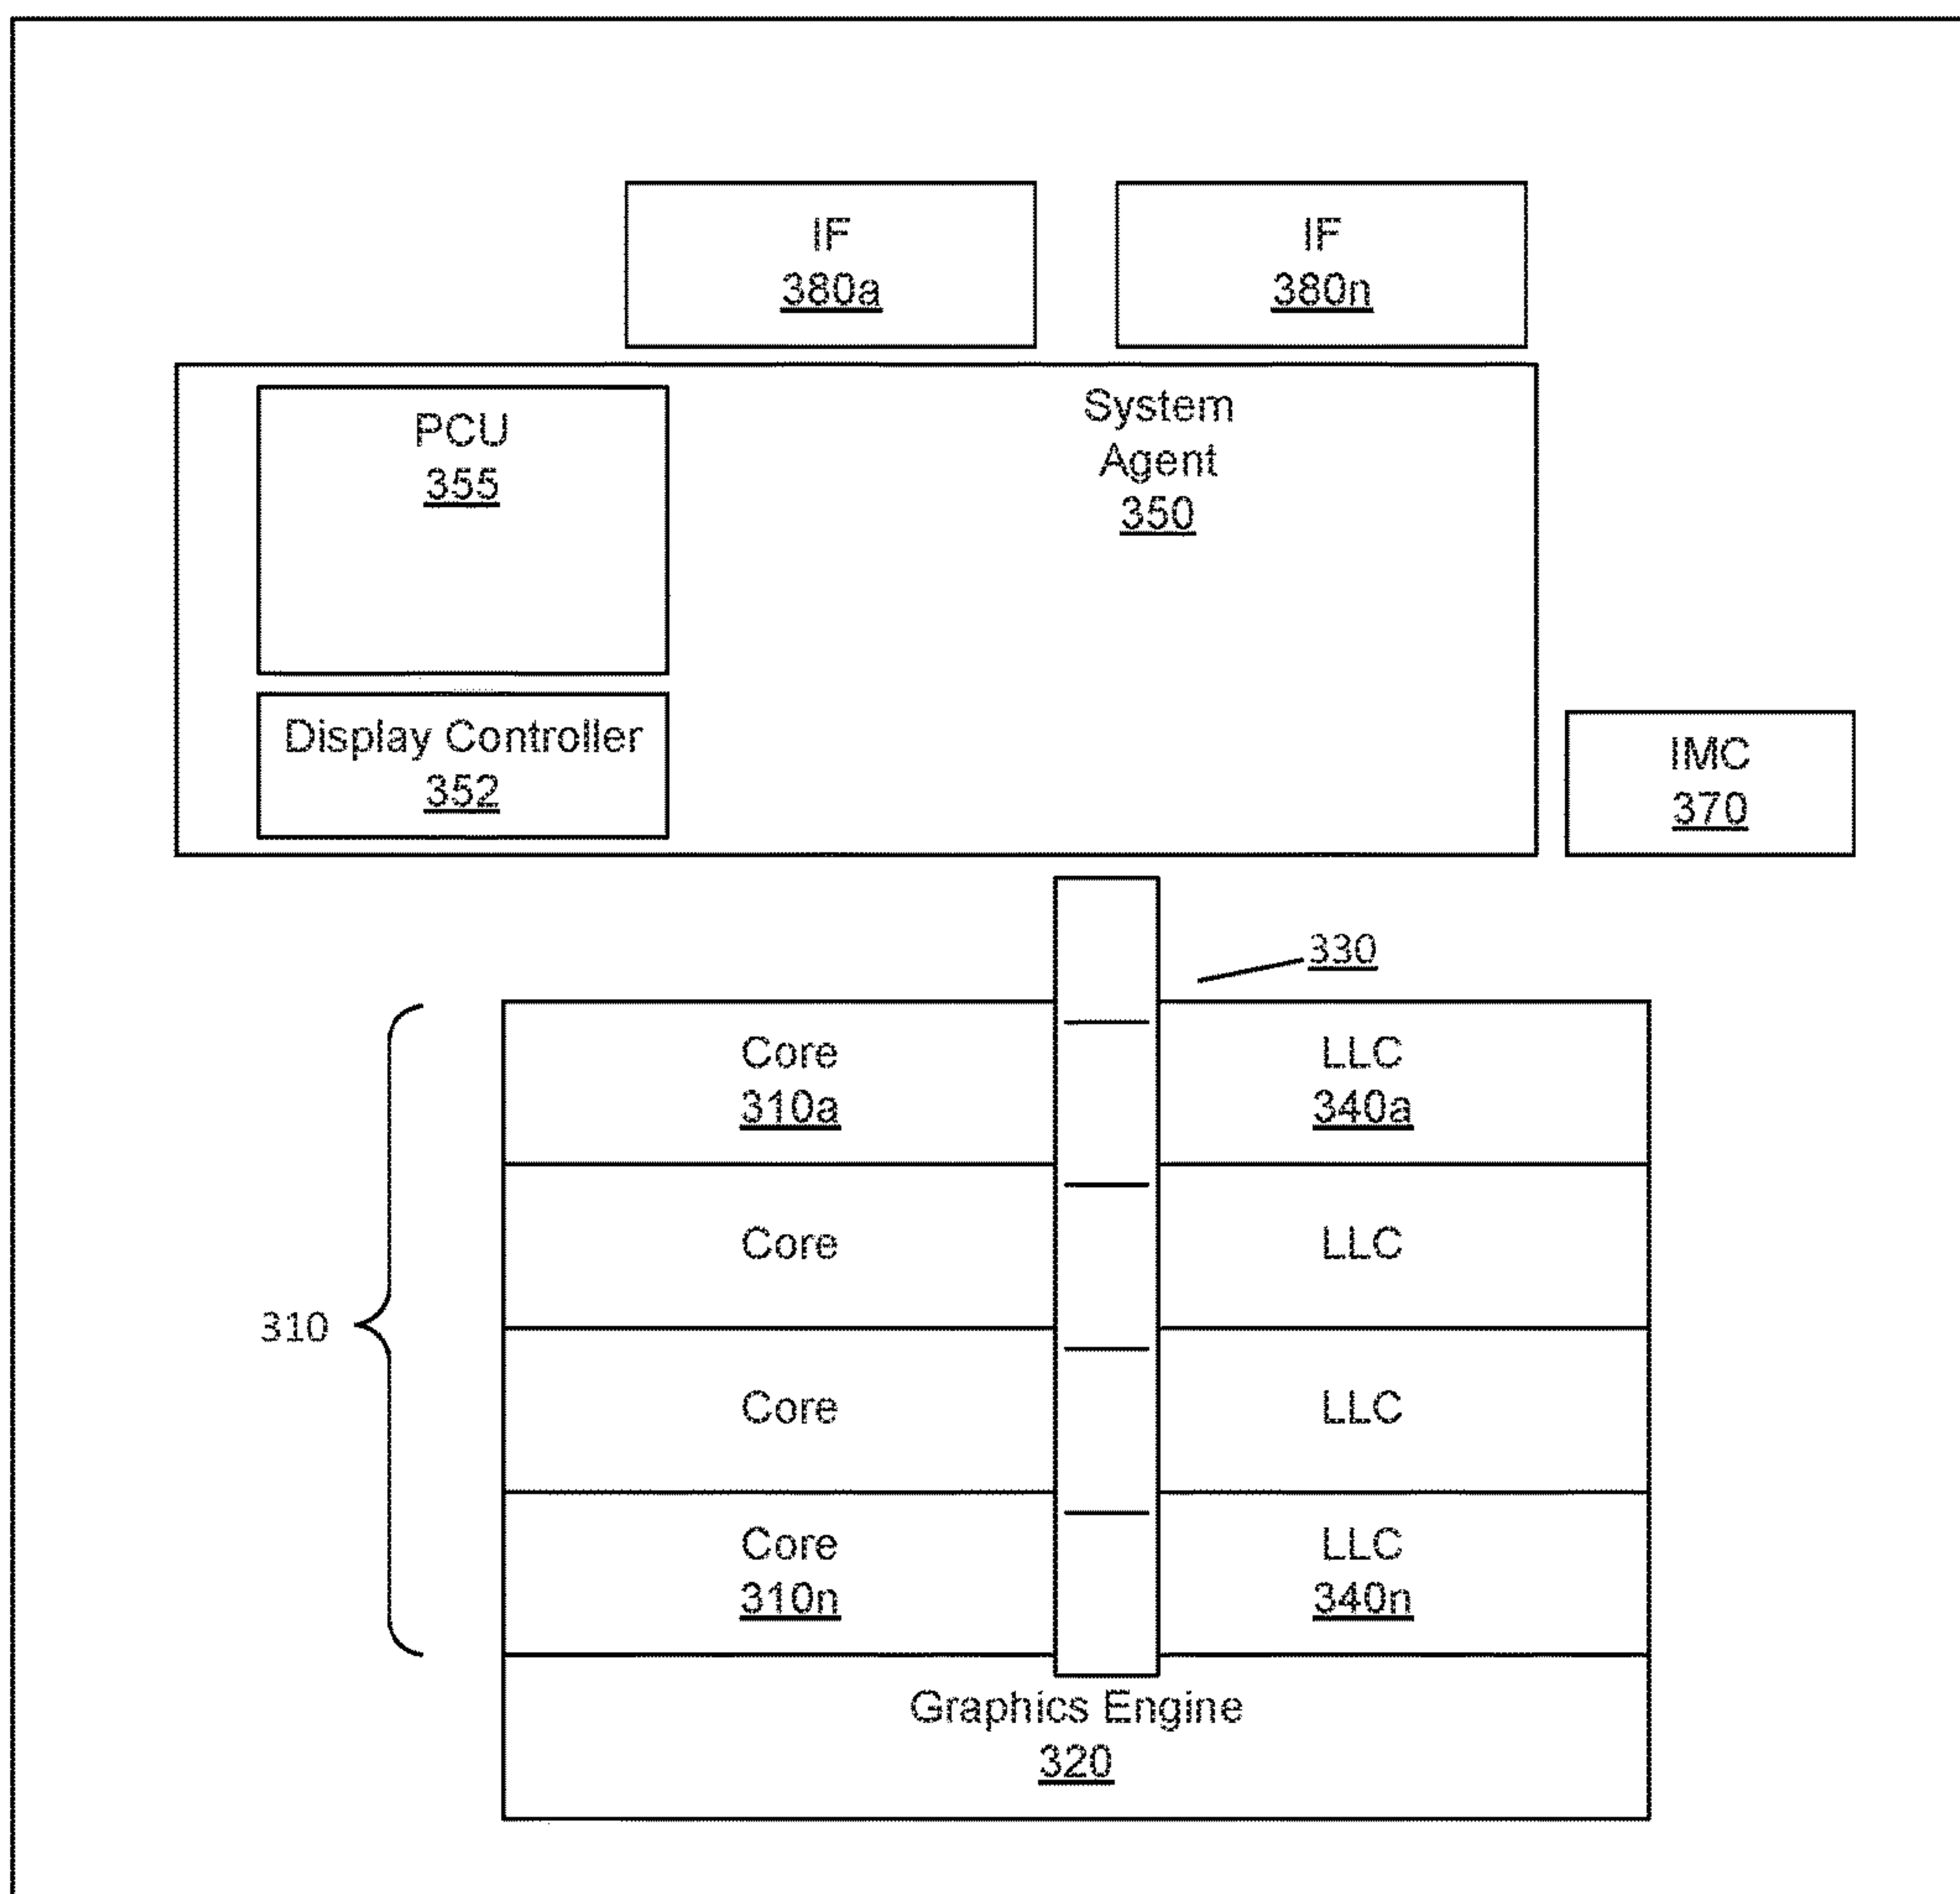 IF
380a
IF
380n
PCU
355
System
Agent
350
Display Controller
352
IMC
370
330
Core
310a
LLC
340a
Core
LLC
310
Core
LLC
Core
310n
LLC
340n
Graphics Engine
320